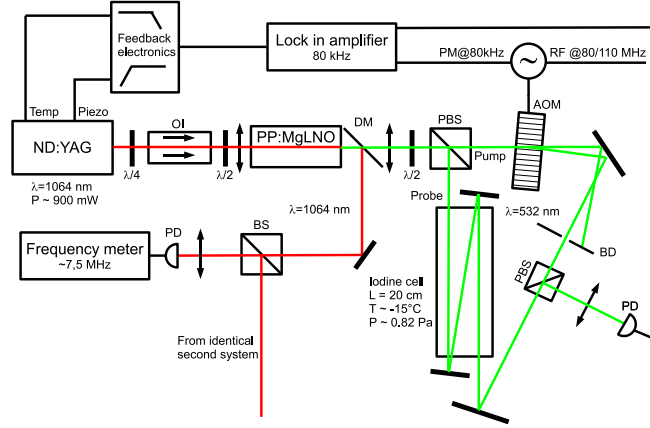 Feedback
electronics
Lock in amplifier
80 kHz
PM@80kHz
~
RF @80/110 MHz
Temp
Piezo
OI
DM
PBS
AOM
ND:YAG
PP:MgLNO
Pump
λ/4
λ/2
λ/2
λ=1064 nm
P ~ 900 mW
Probe
λ=1064 nm
λ=532 nm
PD
BS
BD
Frequency meter
~7,5 MHz
PBS
Iodine cell
L = 20 cm
T ~ -15°C
P ~ 0.82 Pa
PD
From identical
second system